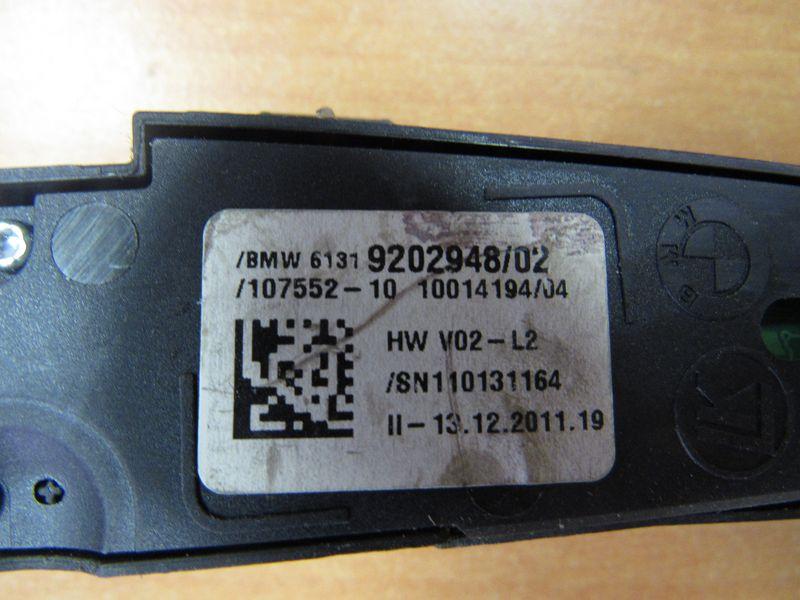 /BMW 6131 9202948/02
/107552-10 10014194/04
HW V02-L2
/SN110131164
II-13.12.2011.19